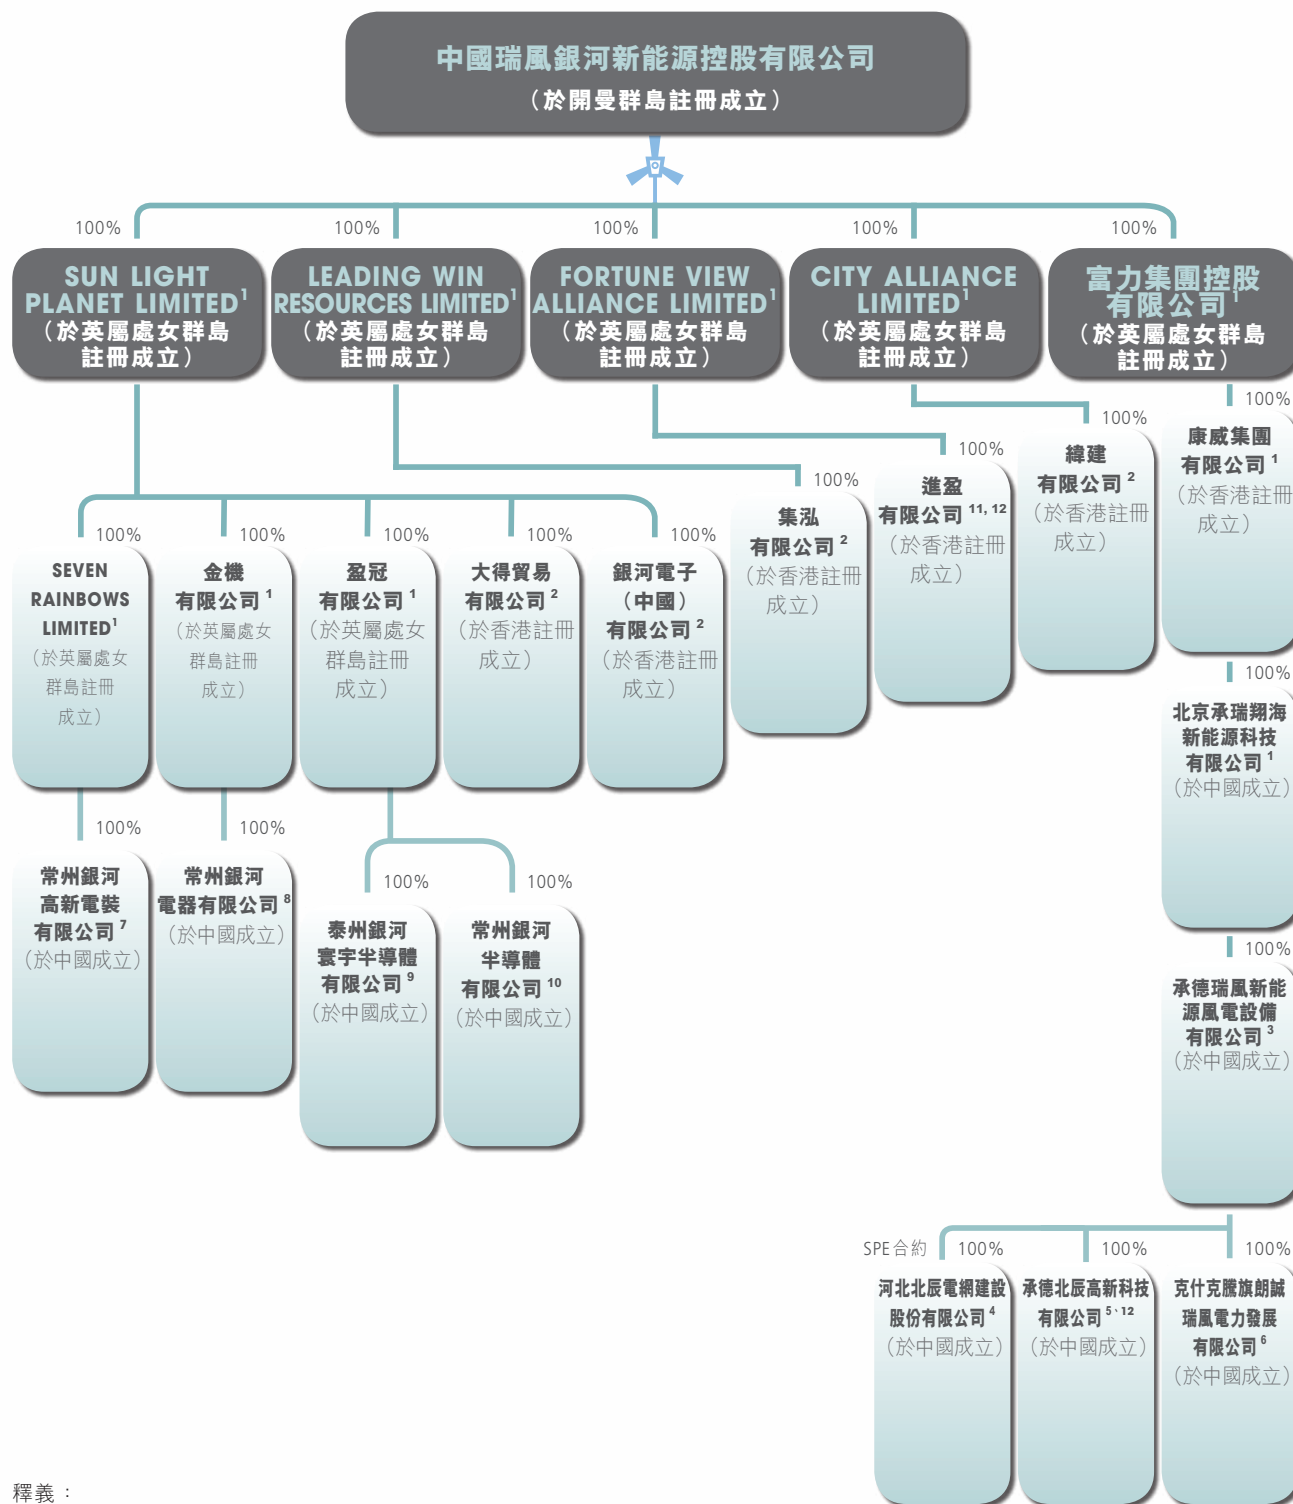 中國瑞風銀河新能源控股有限公司
（於開曼群島註冊成立）
100%
100%
100%
100%
100%
SUN LIGHT
PLANET LIMITED1
（於英屬處女群島
註冊成立）
LEADING WIN
RESOURCES LIMITED1
（於英屬處女群島
註冊成立）
FORTUNE VIEW
ALLIANCE LIMITED1
（於英屬處女群島
註冊成立）
CITY ALLIANCE
LIMITED1
（於英屬處女群島
註冊成立）
富力集團控股
有限公司1
（於英屬處女群島
註冊成立）
100%
康威集團
有限公司1
（於香港註冊
成立）
100%
緯建
有限公司2
（於香港註冊
成立）
100%
進盈
有限公司11, 12
（於香港註冊
成立）
100%
集泓
有限公司2
（於香港註冊
成立）
100%
SEVEN
RAINBOWS
LIMITED1
（於英屬處女
群島註冊
成立）
100%
金機
有限公司1
（於英屬處女
群島註冊
成立）
100%
盈冠
有限公司1
（於英屬處女
群島註冊
成立）
100%
大得貿易
有限公司2
（於香港註冊
成立）
100%
銀河電子
（中國）
有限公司2
（於香港註冊
成立）
100%
北京承瑞翔海
新能源科技
有限公司1
（於中國成立）
100%
常州銀河
高新電裝
有限公司7
（於中國成立）
100%
常州銀河
電器有限公司8
（於中國成立）
100%
泰州銀河
寰宇半導體
有限公司9
（於中國成立）
100%
常州銀河
半導體
有限公司10
（於中國成立）
100%
承德瑞風新能
源風電設備
有限公司3
（於中國成立）
SPE合約 100%
河北北辰電網建設
股份有限公司4
（於中國成立）
100%
承德北辰高新科技
有限公司5、12
（於中國成立）
100%
克什克騰旗朗誠
瑞風電力發展
有限公司6
（於中國成立）
釋義：